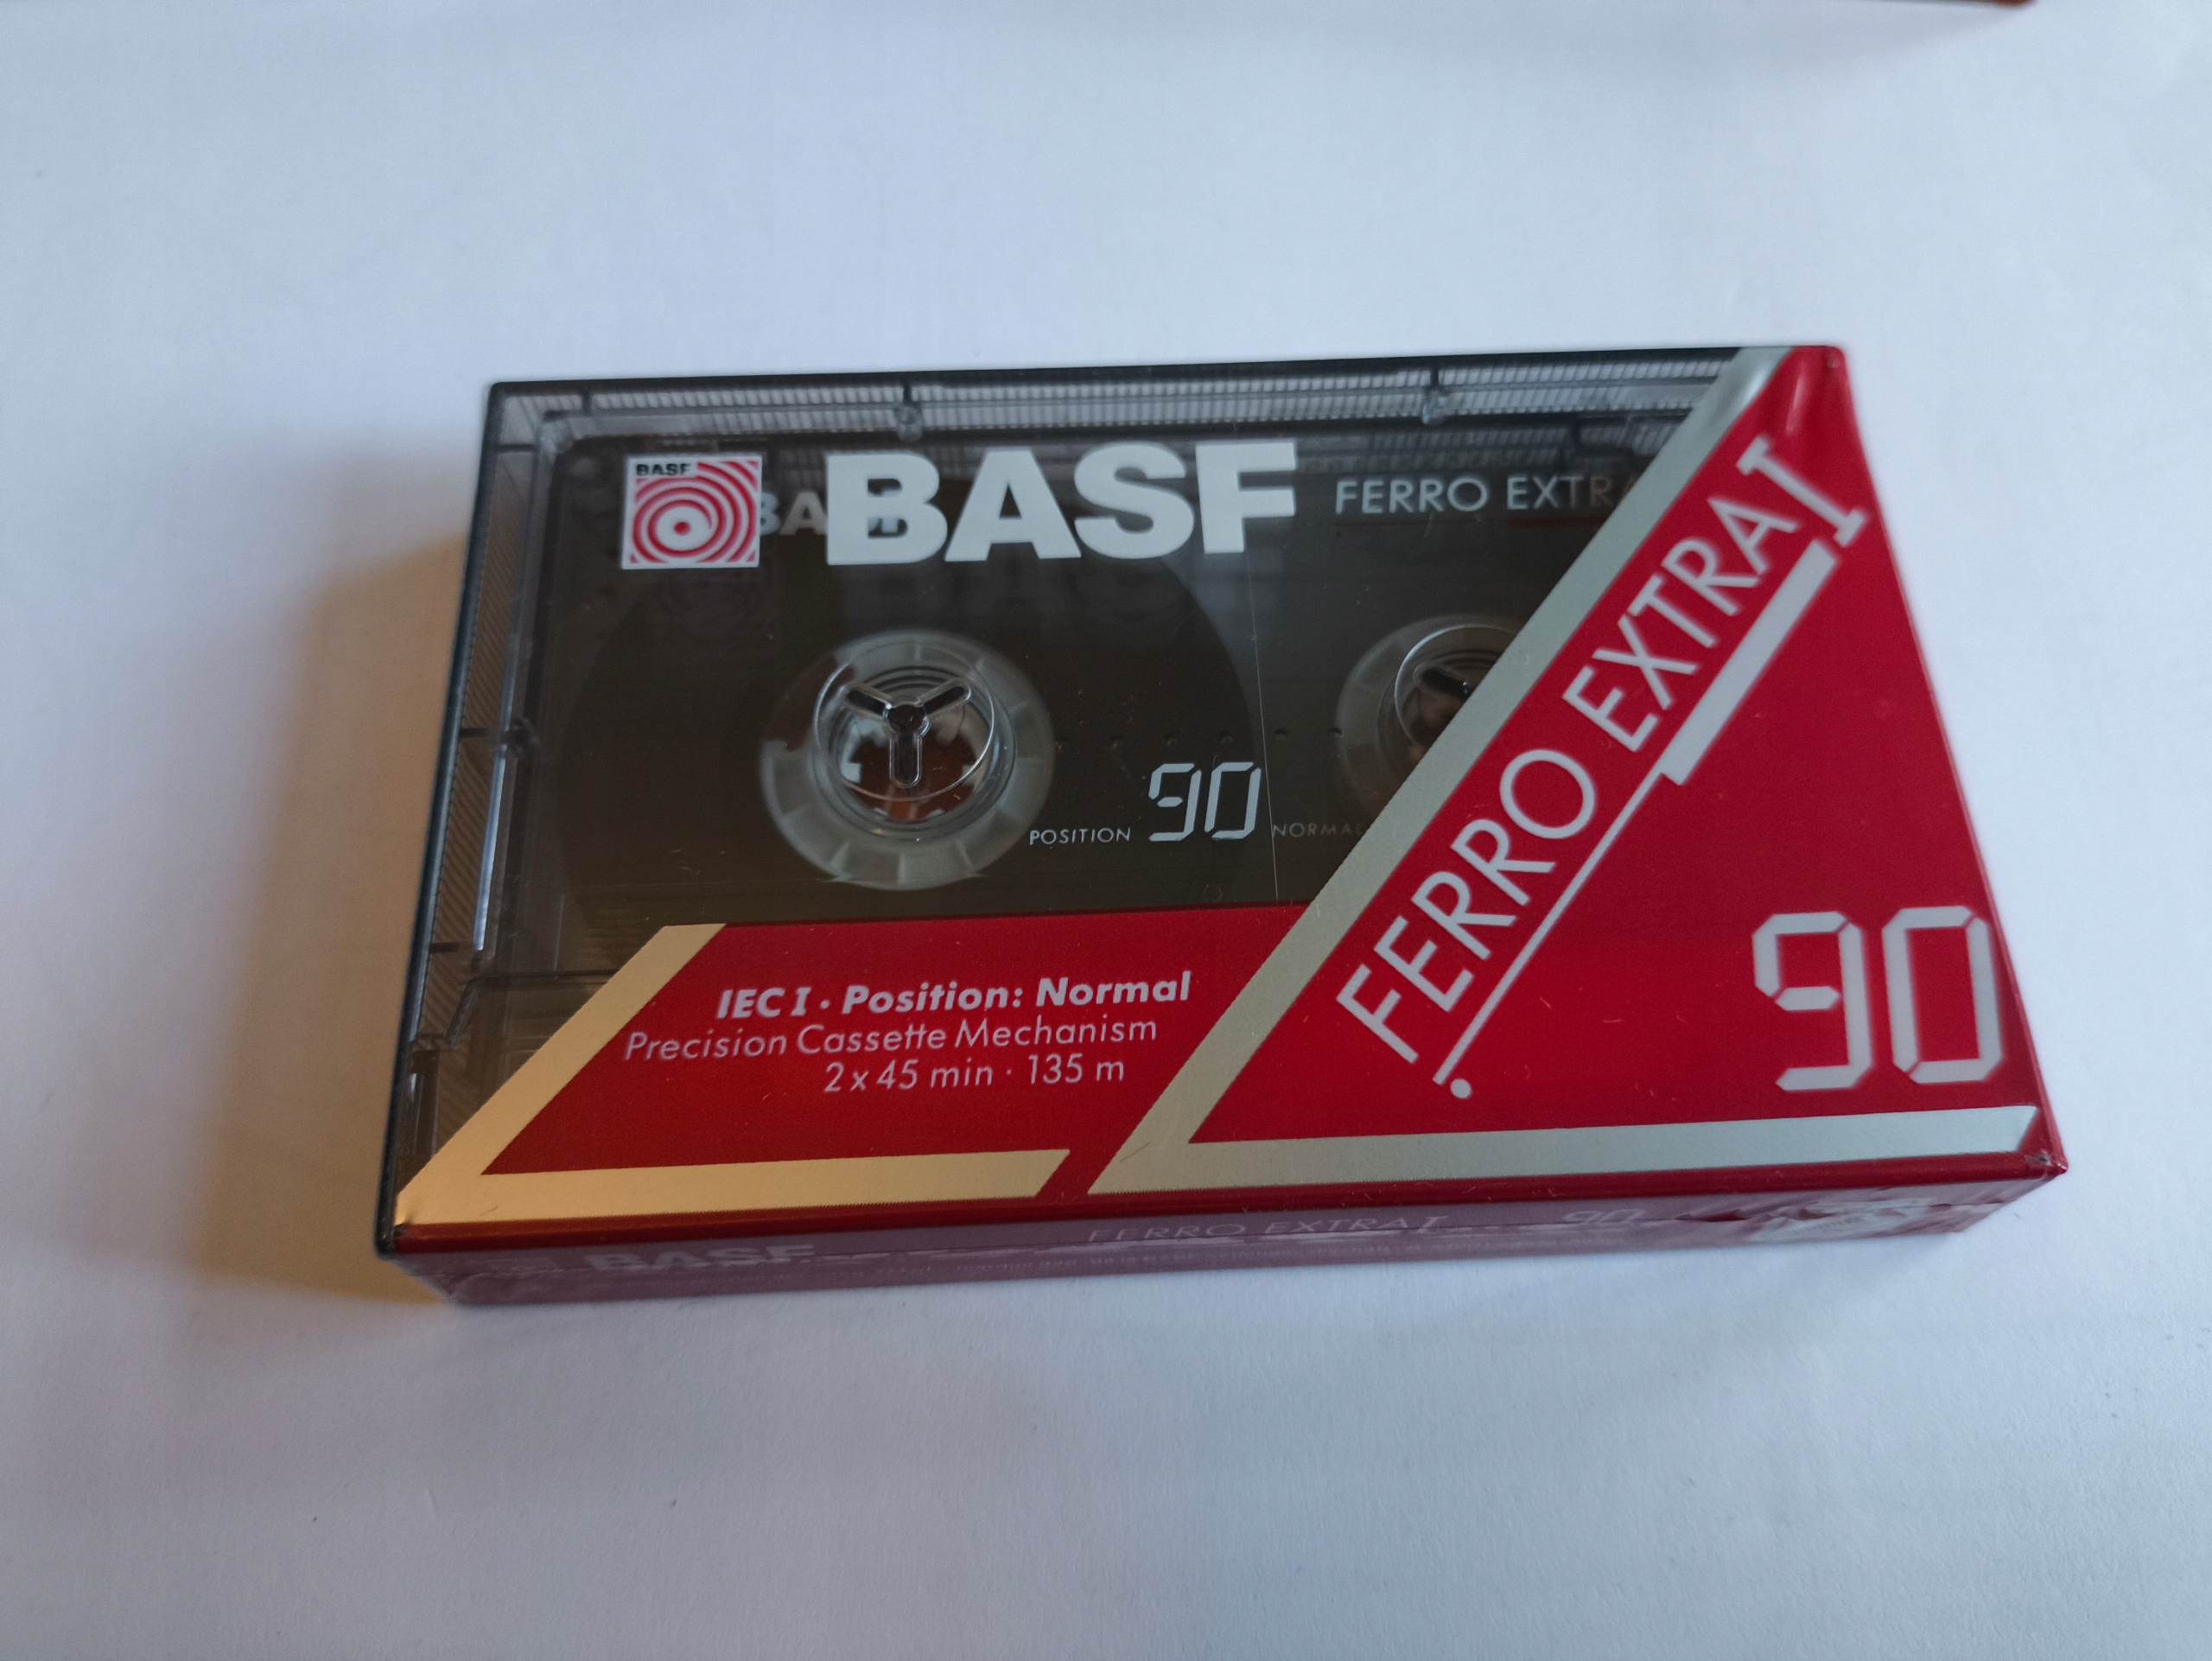 BASF
BASF
FERRO EXTRA
POSITION 90 NORMAL
FERRO EXTRA I
90
IEC I · Position: Normal
Precision Cassette Mechanism
2 x 45 min · 135 m
BASF FERRO EXTRA I 90